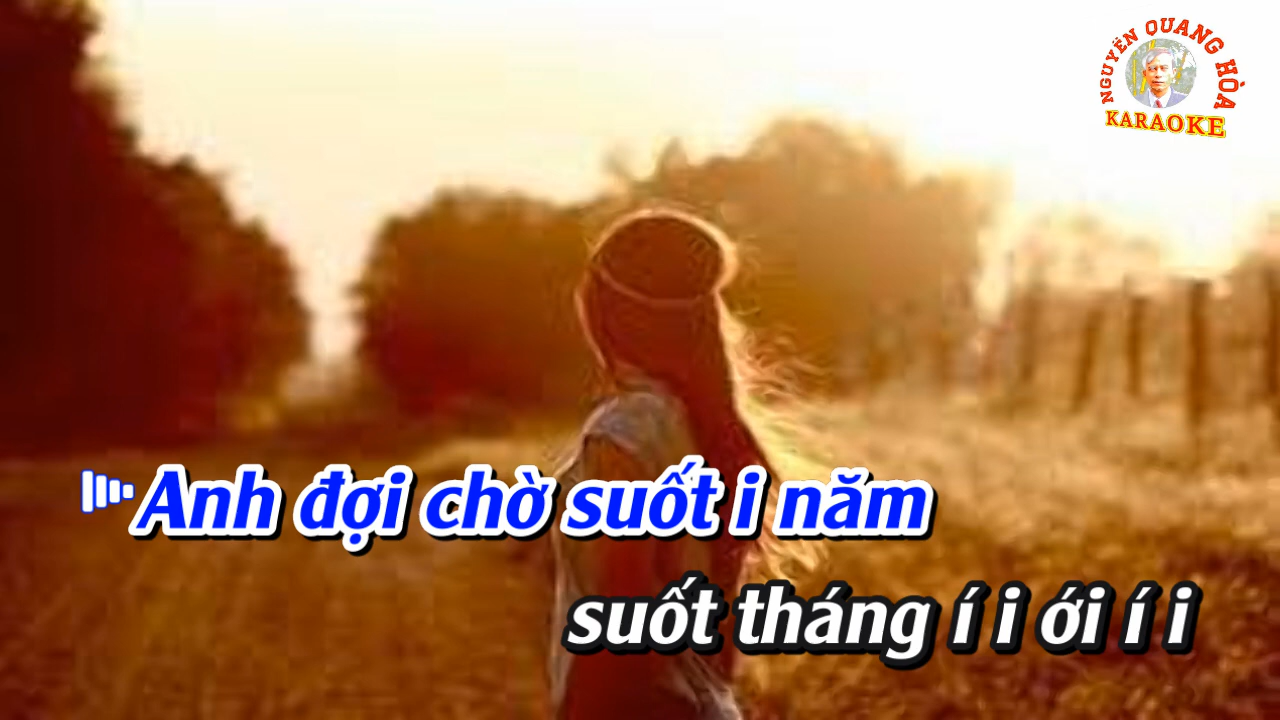 NGUYỄN QUANG HÒA
KARAOKE
Anh đợi chờ suốt i năm
suốt tháng í i ới í i